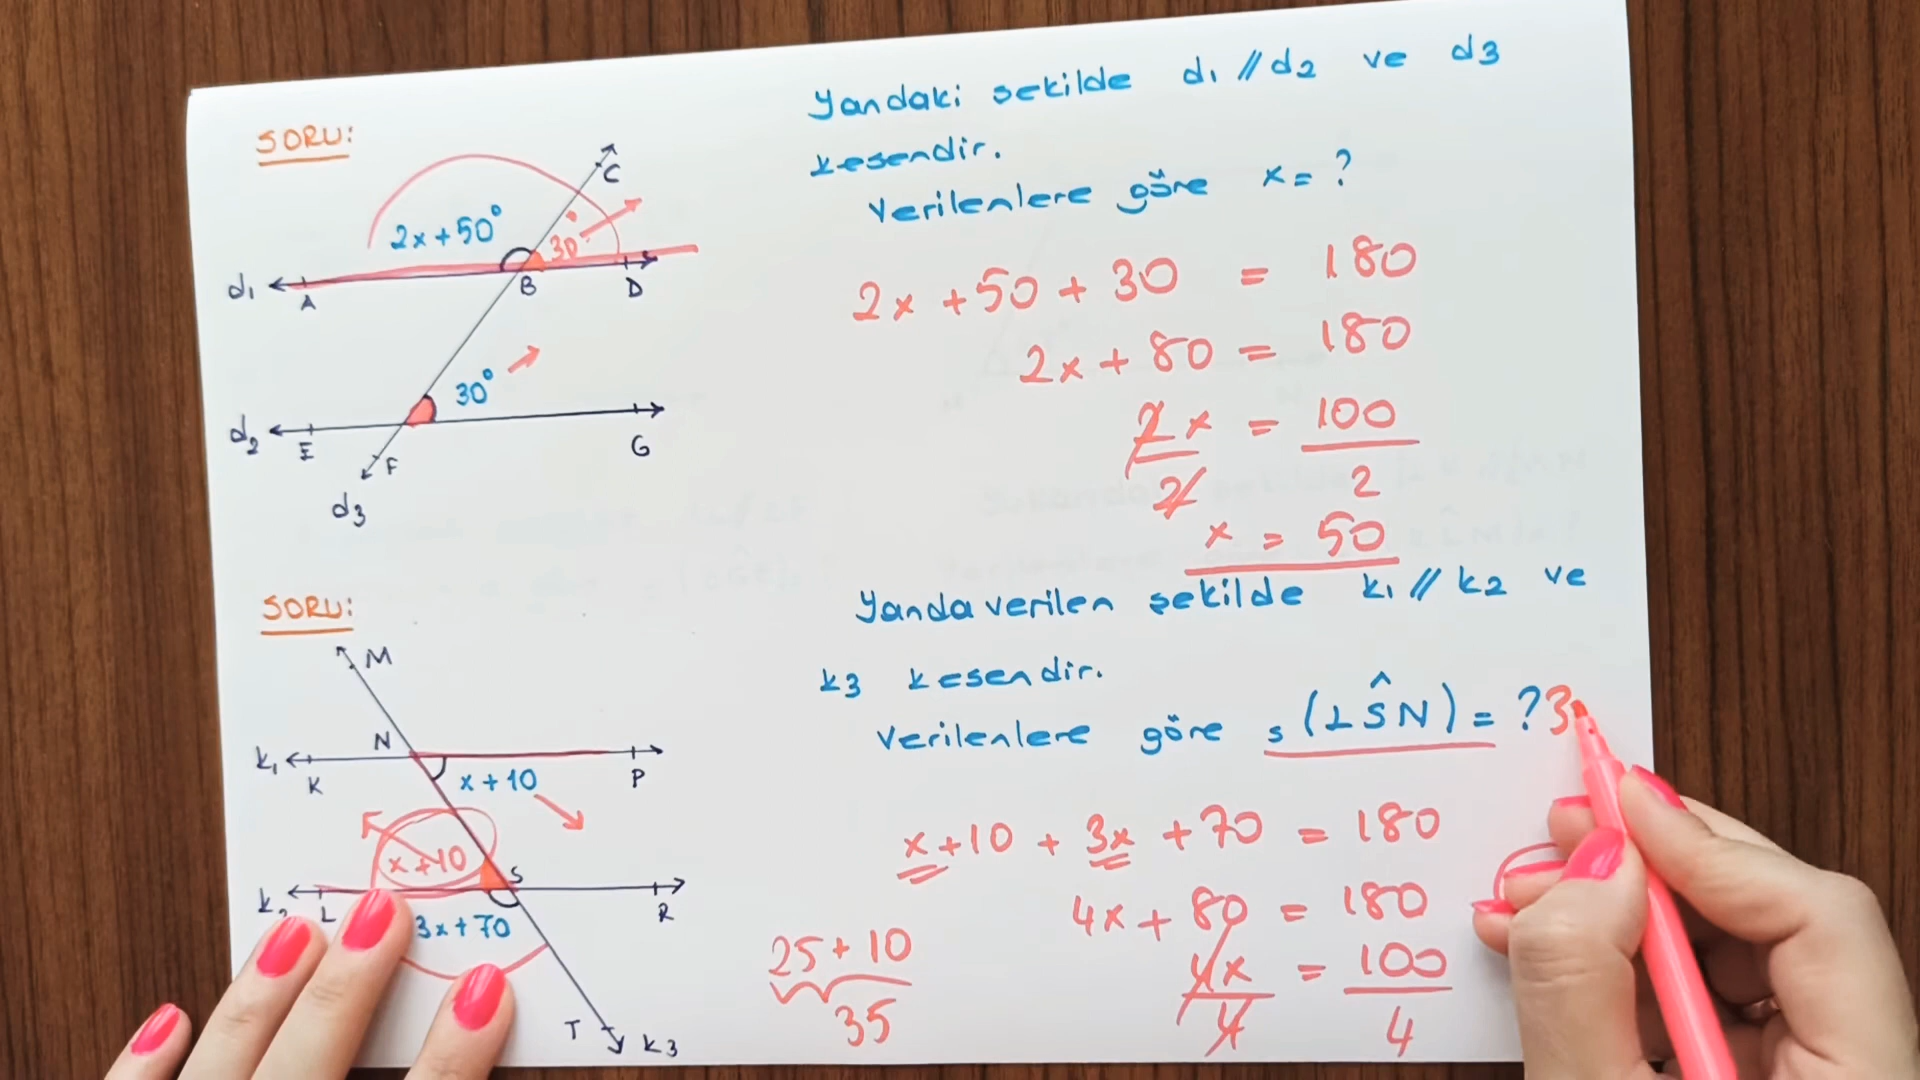 SORU:
Yandaki şekilde d1 // d2 ve d3
kesendir.
Verilenlere göre x = ?
C
2x+50°
30°
d1
A
B
D
30°
d2
E
F
G
d3
2x + 50 + 30 = 180
2x + 80 = 180
2x = 100
2 2
x = 50
SORU:
Yanda verilen şekilde k1 // k2 ve
k3 kesendir.
Verilenlere göre s(LŜN) = ? 3
M
N
k1
K
x + 10
P
x + 10
S
L
R
3x + 70
T
k3
x + 10 + 3x + 70 = 180
4x + 80 = 180
4x = 100
4 4
25 + 10
35